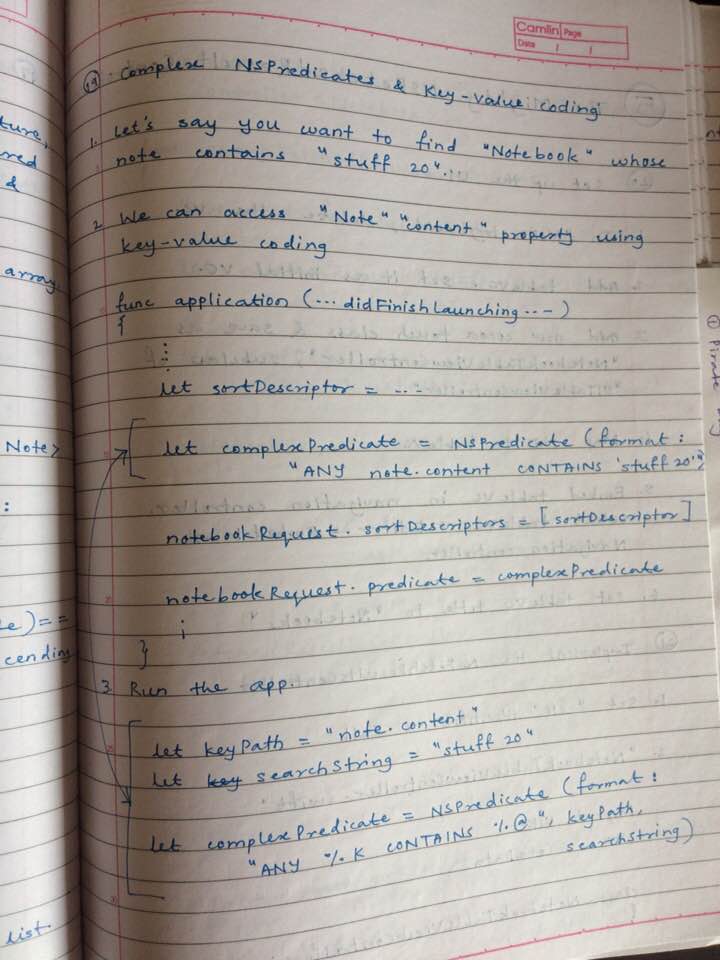 Camlin Page
Date / /
ture,
red
d
array
Note>
:
te) ==
cending
list
(19). Complex NSPredicates & Key-value coding
1. Let's say you want to find "Notebook" whose
note contains "stuff 20".
2. We can access "Note" "content" property using
key-value coding
func application (... didFinishLaunching...-)
{
let sortDescriptor = ...
let complexPredicate = NSPredicate (format:
"ANY note.content CONTAINS 'stuff 20'")
notebookRequest. sortDescriptors = [sortDescriptor]
notebookRequest. predicate = complexPredicate
}
3. Run the app.
let keyPath = "note.content"
let key searchString = "stuff 20"
let complexPredicate = NSPredicate (format:
"ANY %K CONTAINS %@", keyPath,
searchString)